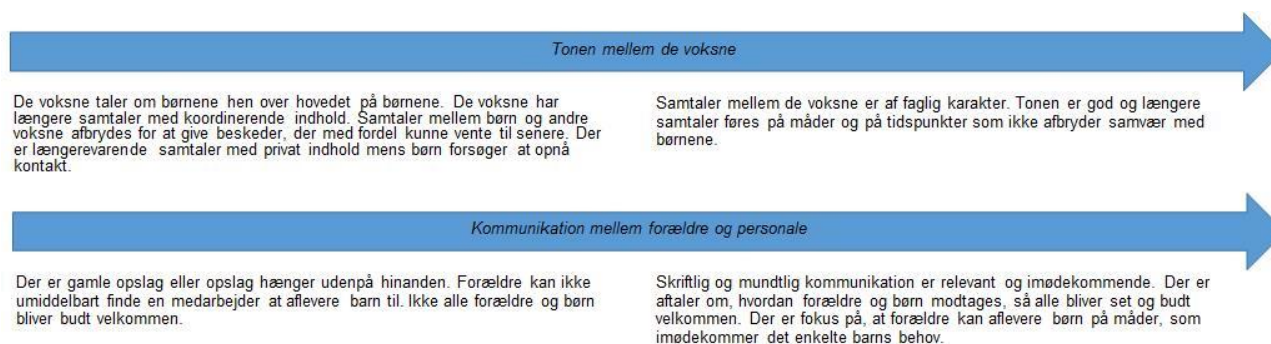 Tonen mellem de voksne
De voksne taler om børnene hen over hovedet på børnene. De voksne har
længere samtaler med koordinerende indhold. Samtaler mellem børn og andre
voksne afbrydes for at give beskeder, der med fordel kunne vente til senere. Der
er længerevarende samtaler med privat indhold mens børn forsøger at opnå
kontakt.
Samtaler mellem de voksne er af faglig karakter. Tonen er god og længere
samtaler føres på måder og på tidspunkter som ikke afbryder samvær med
børnene.
Kommunikation mellem forældre og personale
Der er gamle opslag eller opslag hænger udenpå hinanden. Forældre kan ikke
umiddelbart finde en medarbejder at aflevere barn til. Ikke alle forældre og børn
bliver budt velkommen.
Skriftlig og mundtlig kommunikation er relevant og imødekommende. Der er
aftaler om, hvordan forældre og børn modtages, så alle bliver set og budt
velkommen. Der er fokus på, at forældre kan aflevere børn på måder, som
imødekommer det enkelte barns behov.